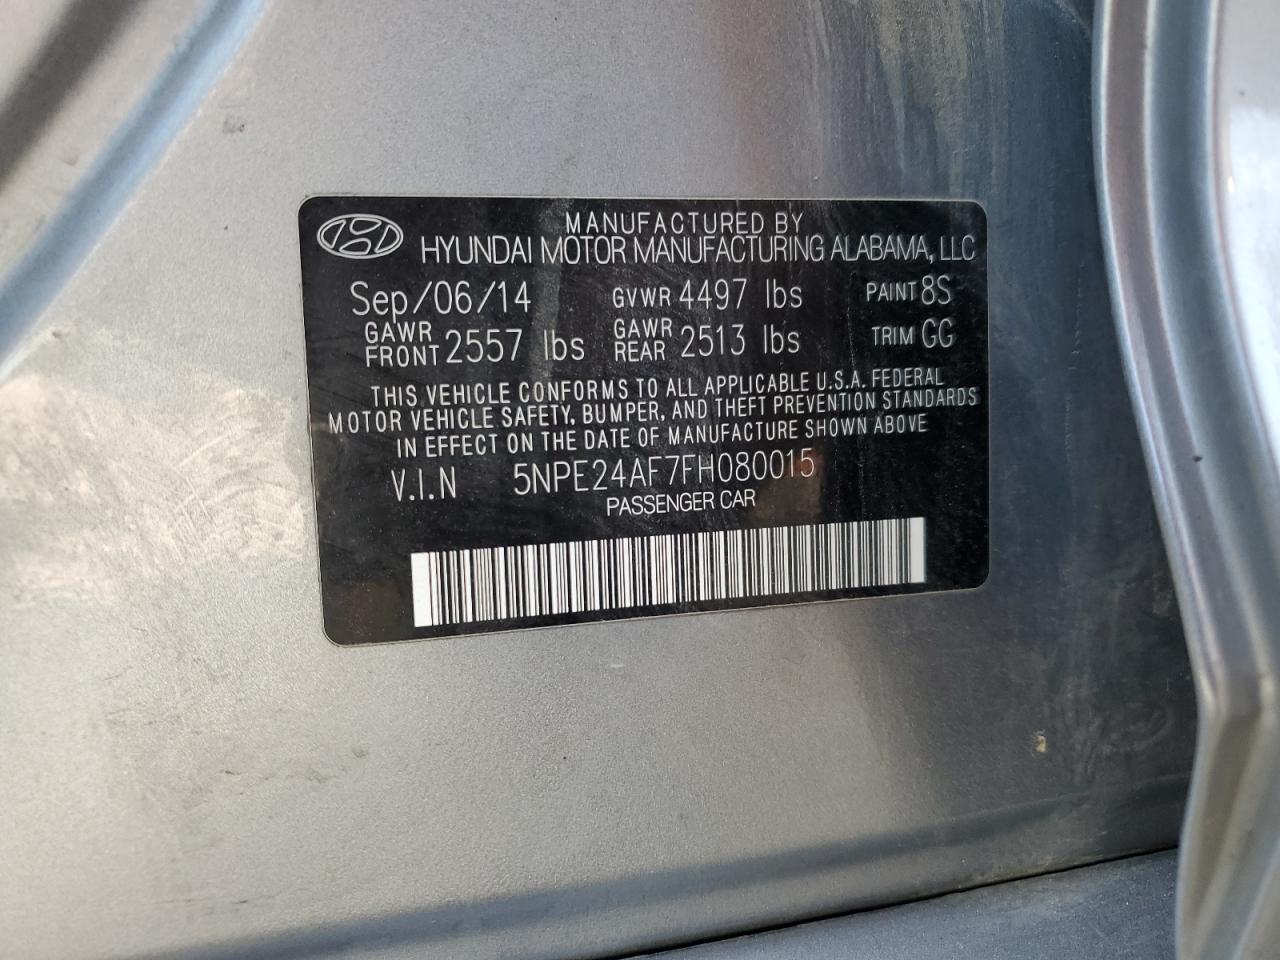 MANUFACTURED BY
HYUNDAI MOTOR MANUFACTURING ALABAMA, LLC
Sep/06/14 GVWR 4497 lbs PAINT 8S
GAWR FRONT 2557 lbs GAWR REAR 2513 lbs TRIM GG
THIS VEHICLE CONFORMS TO ALL APPLICABLE U.S.A. FEDERAL
MOTOR VEHICLE SAFETY, BUMPER, AND THEFT PREVENTION STANDARDS
IN EFFECT ON THE DATE OF MANUFACTURE SHOWN ABOVE
V.I.N 5NPE24AF7FH080015
PASSENGER CAR